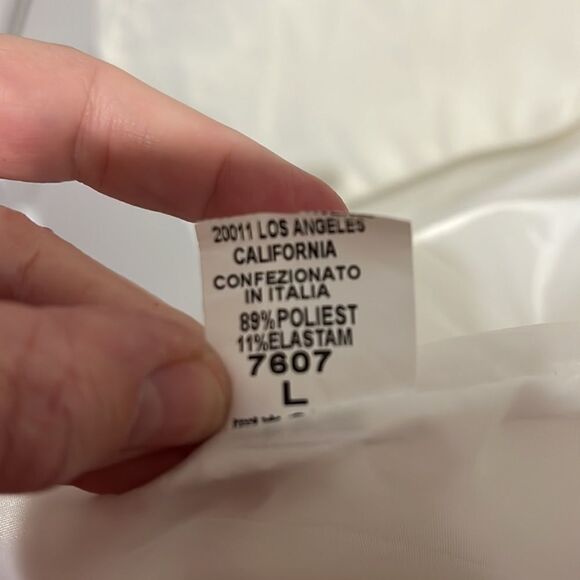 20011 LOS ANGELES
CALIFORNIA
CONFEZIONATO
IN ITALIA
89%POLIEST
11%ELASTAM
7607
L